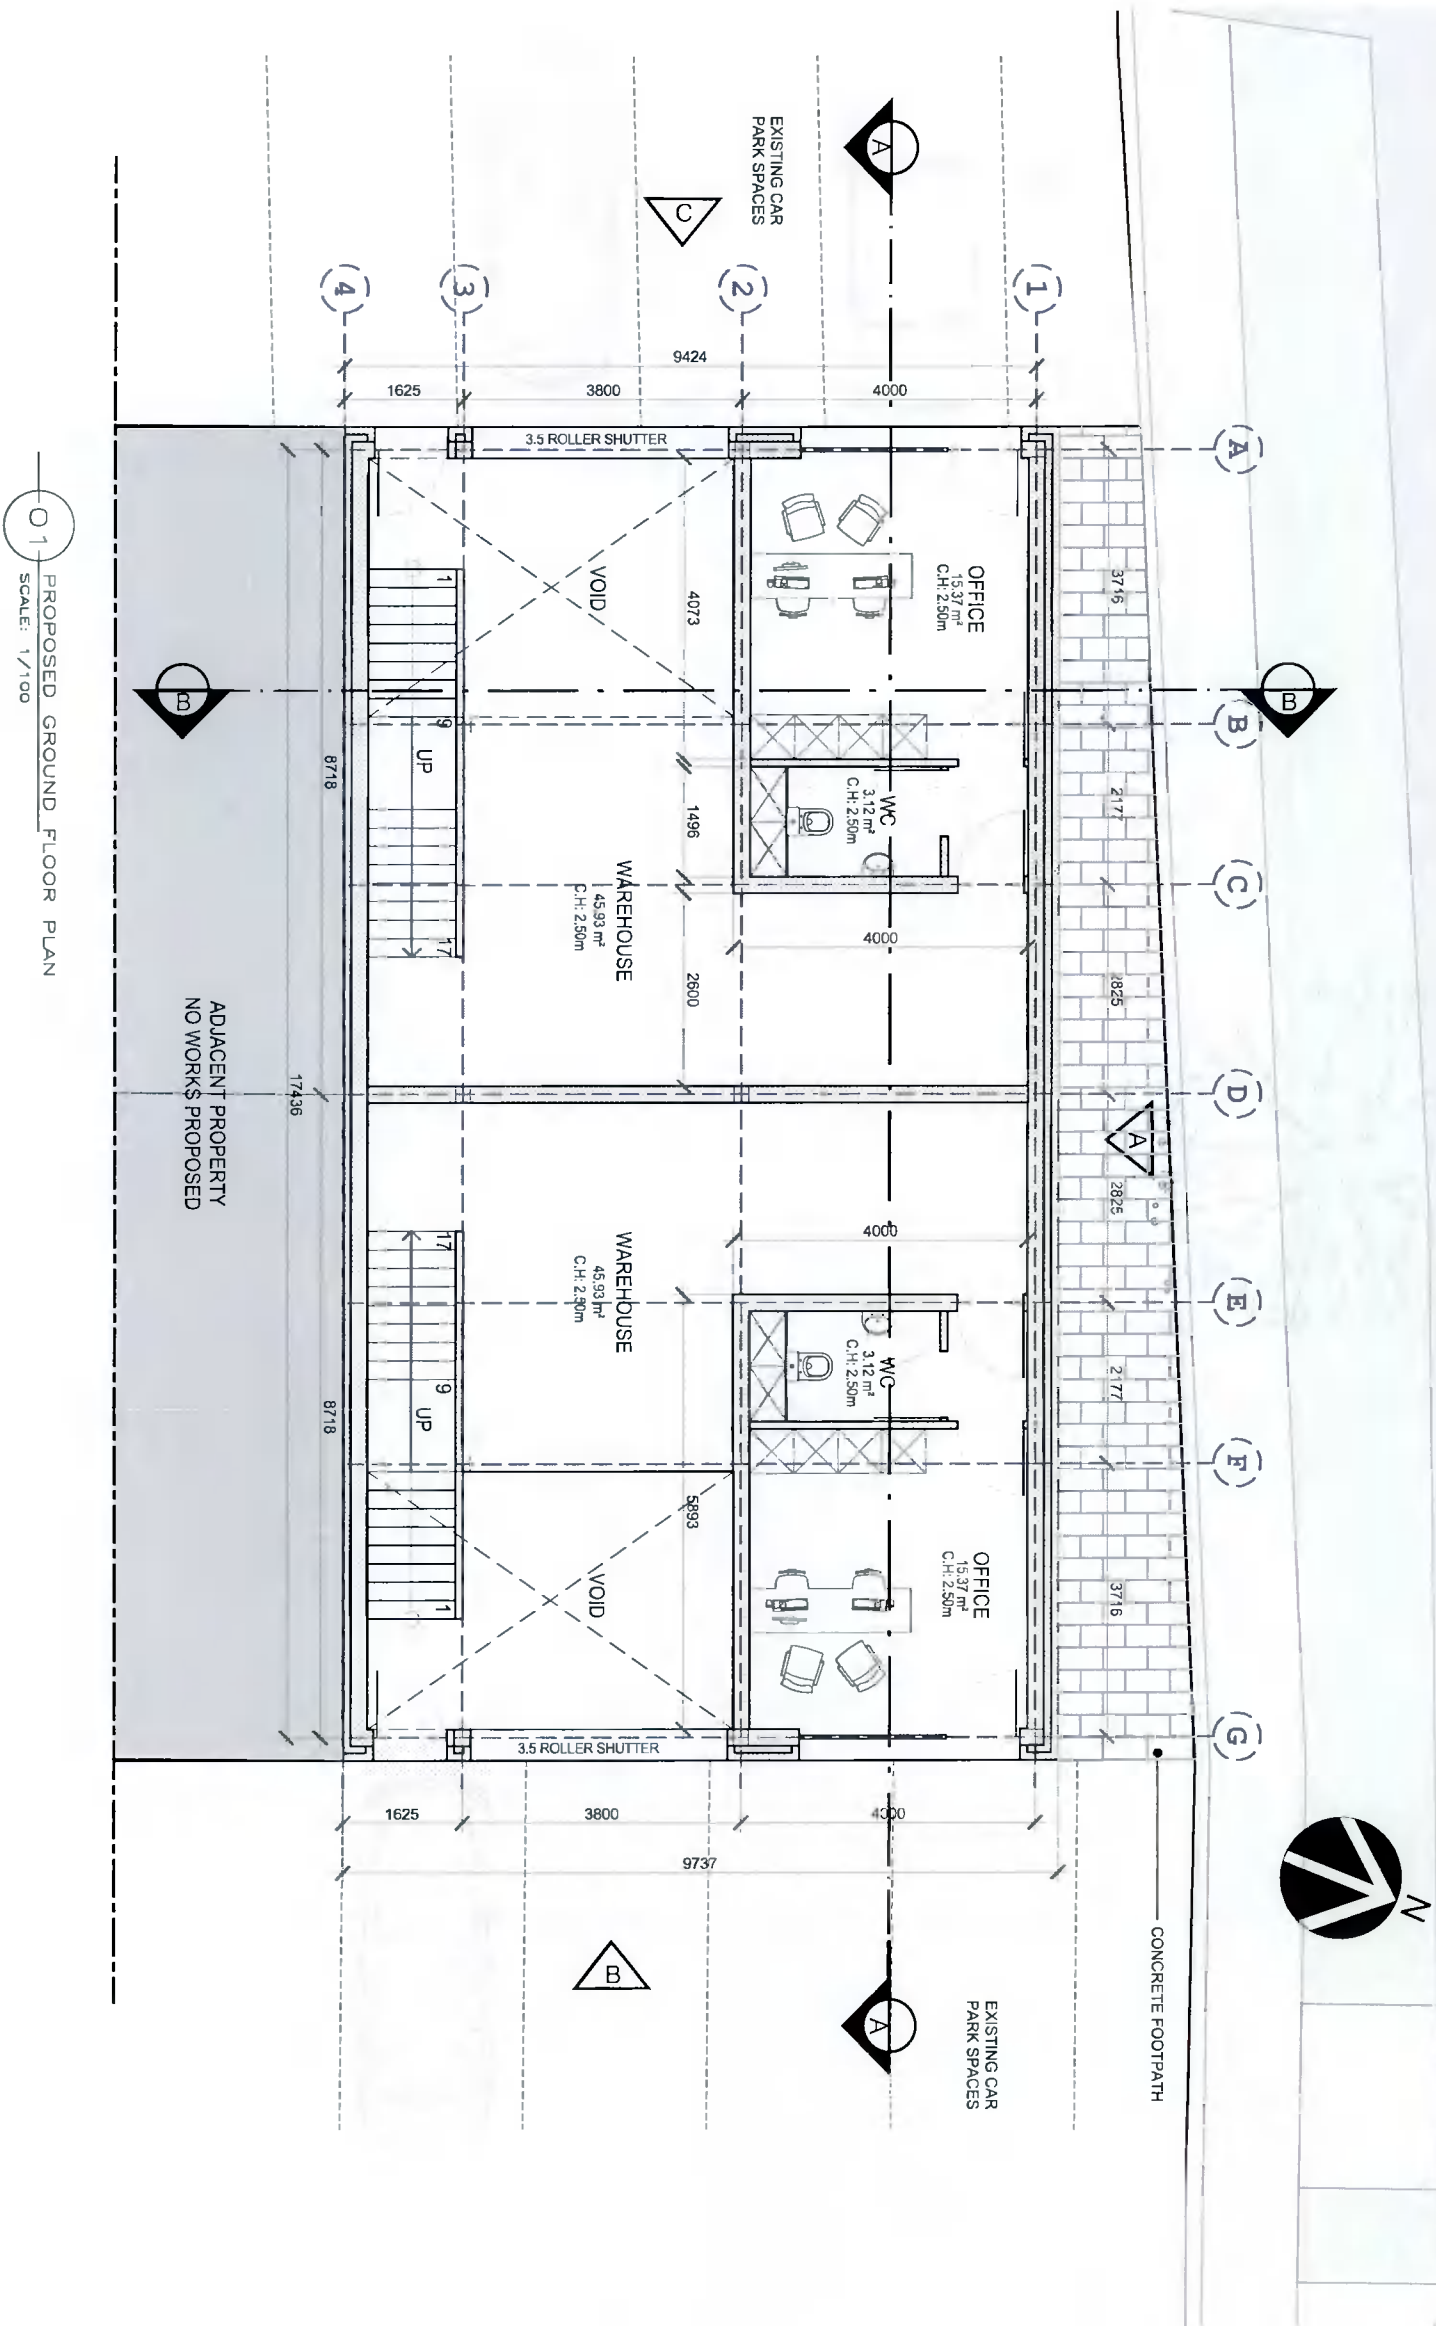 EXISTING CAR
PARK SPACES
A
C
4
3
2
1
9424
1625
3800
4000
3.5 ROLLER SHUTTER
A
OFFICE
15.37 m²
C.H: 2.50m
VOID
4073
3716
1
B
B
B
9
UP
8718
WC
3.12 m²
C.H: 2.50m
1496
2177
C
WAREHOUSE
45.93 m²
C.H: 2.50m
4000
2600
2825
17
D
17436
ADJACENT PROPERTY
NO WORKS PROPOSED
A
2825
4000
WAREHOUSE
45.93 m²
C.H: 2.50m
17
E
WC
3.12 m²
C.H: 2.50m
2177
9
UP
8718
F
5893
OFFICE
15.37 m²
C.H: 2.50m
VOID
3716
1
G
3.5 ROLLER SHUTTER
1625
3800
4000
9737
N
CONCRETE FOOTPATH
B
A
EXISTING CAR
PARK SPACES
01
PROPOSED GROUND FLOOR PLAN
SCALE: 1/100